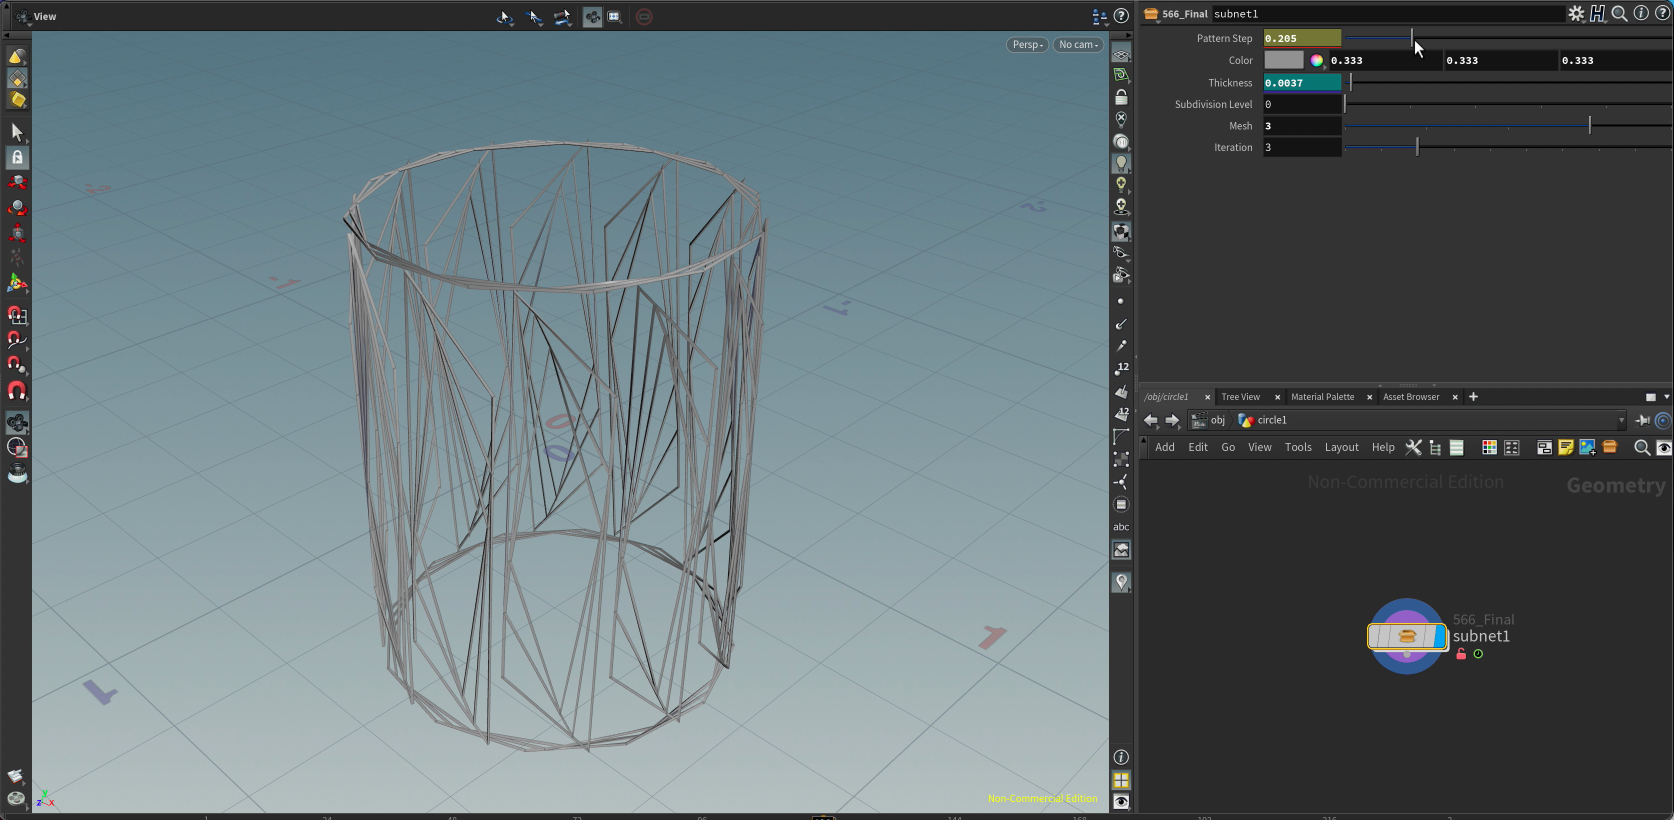 View
Persp
No cam
12
12
abc
Non-Commercial Edition
566_Final subnet1
Pattern Step 0.205
Color 0.333 0.333 0.333
Thickness 0.0037
Subdivision Level 0
Mesh 3
Iteration 3
/obj/circle1 Tree View Material Palette Asset Browser
obj circle1
Add Edit Go View Tools Layout Help
Non-Commercial Edition Geometry
566_Final
subnet1